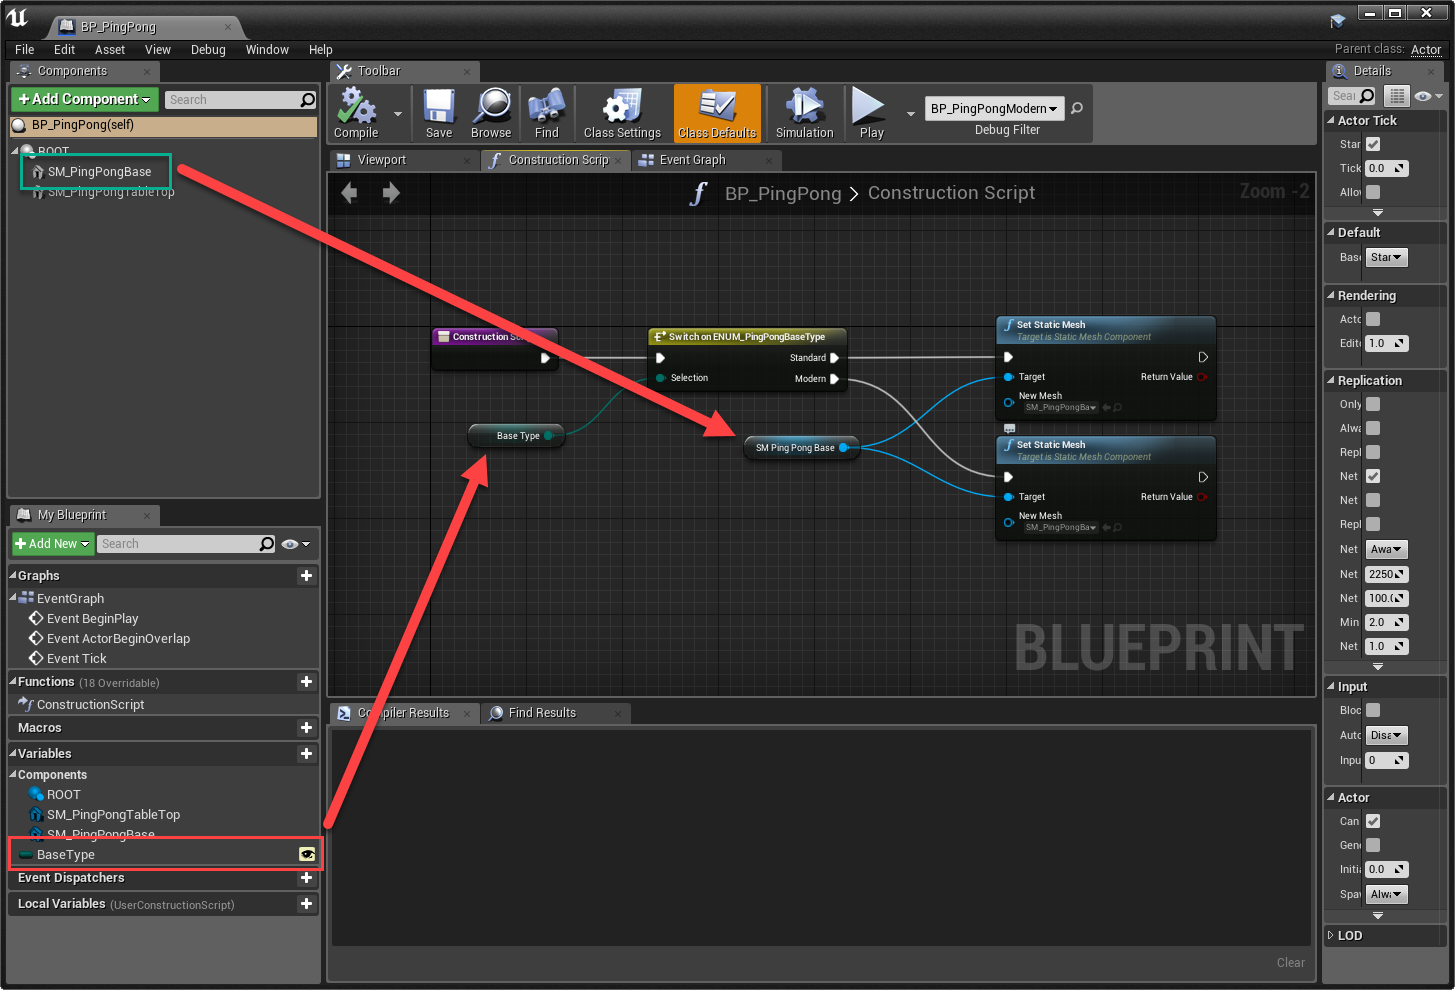 BP_PingPong
File Edit Asset View Debug Window Help
Parent class: Actor
Components
+Add Component
Search
BP_PingPong(self)
ROOT
SM_PingPongBase
SM_PingPongTableTop
Toolbar
Compile
Save
Browse
Find
Class Settings
Class Defaults
Simulation
Play
BP_PingPongModern
Debug Filter
Viewport
Construction Scrip
Event Graph
BP_PingPong > Construction Script
Zoom -2
Construction Sc
Switch on ENUM_PingPongBaseType
Standard
Selection
Modern
Base Type
SM Ping Pong Base
Set Static Mesh
Target is Static Mesh Component
Target
Return Value
New Mesh
SM_PingPongBa
Set Static Mesh
Target is Static Mesh Component
Target
Return Value
New Mesh
SM_PingPongBa
BLUEPRINT
My Blueprint
+Add New
Search
Graphs
EventGraph
Event BeginPlay
Event ActorBeginOverlap
Event Tick
Functions (18 Overridable)
ConstructionScript
Macros
Variables
Components
ROOT
SM_PingPongTableTop
SM_PingPongBase
BaseType
Event Dispatchers
Local Variables (UserConstructionScript)
Compiler Results
Find Results
Clear
Details
Sear
Actor Tick
Star
Tick 0.0
Allo
Default
Base Star
Rendering
Acto
Edit 1.0
Replication
Only
Alwa
Repl
Net
Net
Repl
Net Awa
Net 2250
Net 100.
Min 2.0
Net 1.0
Input
Bloc
Auto Disa
Inpu 0
Actor
Can
Gene
Initia 0.0
Spa Alw
LOD